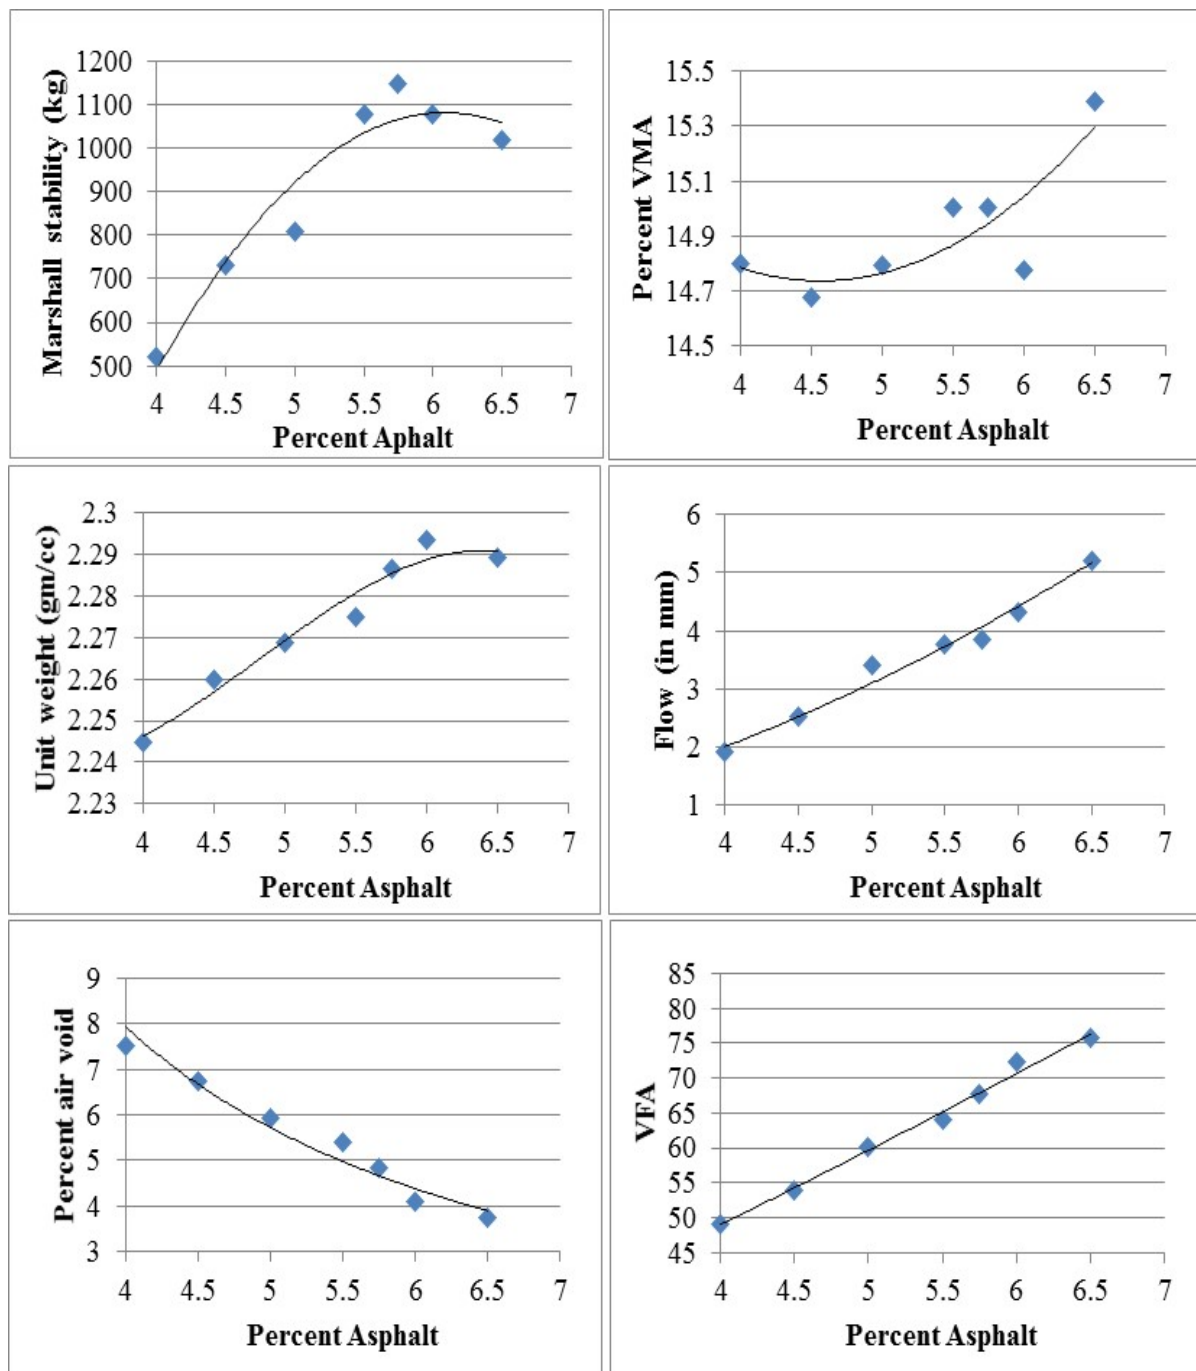 Marshall stability (kg)
1200
1100
1000
900
800
700
600
500
4 4.5 5 5.5 6 6.5 7
Percent Aphalt
Percent VMA
15.5
15.3
15.1
14.9
14.7
14.5
4 4.5 5 5.5 6 6.5 7
Percent Asphalt
Unit weight (gm/cc)
2.3
2.29
2.28
2.27
2.26
2.25
2.24
2.23
4 4.5 5 5.5 6 6.5 7
Percent Asphalt
Flow (in mm)
6
5
4
3
2
1
4 4.5 5 5.5 6 6.5 7
Percent Asphalt
Percent air void
9
8
7
6
5
4
3
4 4.5 5 5.5 6 6.5 7
Percent Asphalt
VFA
85
80
75
70
65
60
55
50
45
4 4.5 5 5.5 6 6.5 7
Percent Asphalt